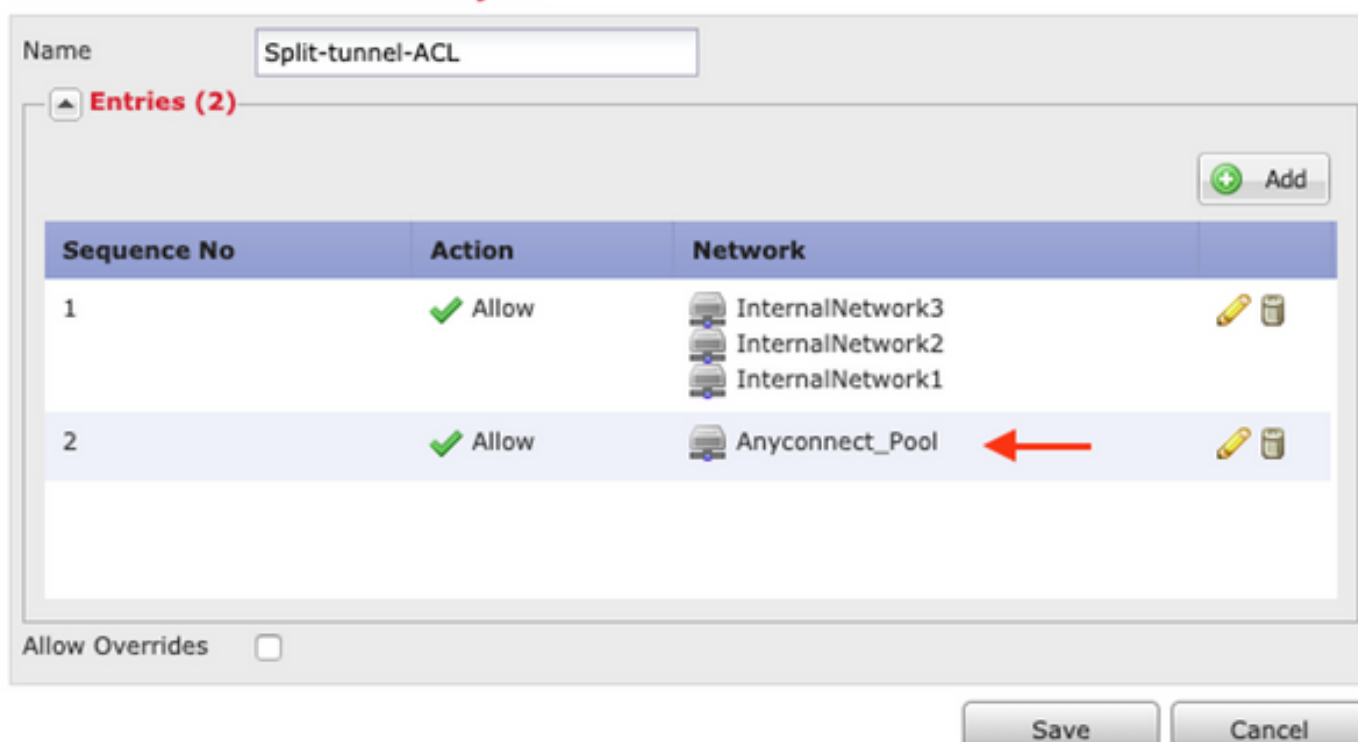 Name Split-tunnel-ACL
Entries (2)
Add
Sequence No Action Network
1 Allow InternalNetwork3
InternalNetwork2
InternalNetwork1
2 Allow Anyconnect_Pool
Allow Overrides
Save Cancel